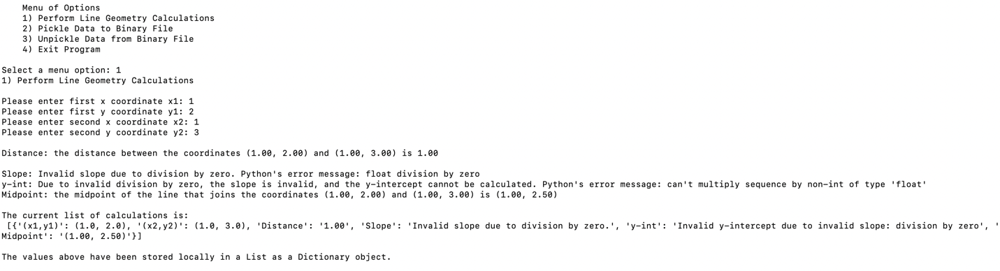 Menu of Options
1) Perform Line Geometry Calculations
2) Pickle Data to Binary File
3) Unpickle Data from Binary File
4) Exit Program
Select a menu option: 1
1) Perform Line Geometry Calculations
Please enter first x coordinate x1: 1
Please enter first y coordinate y1: 2
Please enter second x coordinate x2: 1
Please enter second y coordinate y2: 3
Distance: the distance between the coordinates (1.00, 2.00) and (1.00, 3.00) is 1.00
Slope: Invalid slope due to division by zero. Python's error message: float division by zero
y-int: Due to invalid division by zero, the slope is invalid, and the y-intercept cannot be calculated. Python's error message: can't multiply sequence by non-int of type 'float'
Midpoint: the midpoint of the line that joins the coordinates (1.00, 2.00) and (1.00, 3.00) is (1.00, 2.50)
The current list of calculations is:
[{'(x1,y1)': (1.0, 2.0), '(x2,y2)': (1.0, 3.0), 'Distance': '1.00', 'Slope': 'Invalid slope due to division by zero.', 'y-int': 'Invalid y-intercept due to invalid slope: division by zero', '
Midpoint': '(1.00, 2.50)'}]
The values above have been stored locally in a List as a Dictionary object.